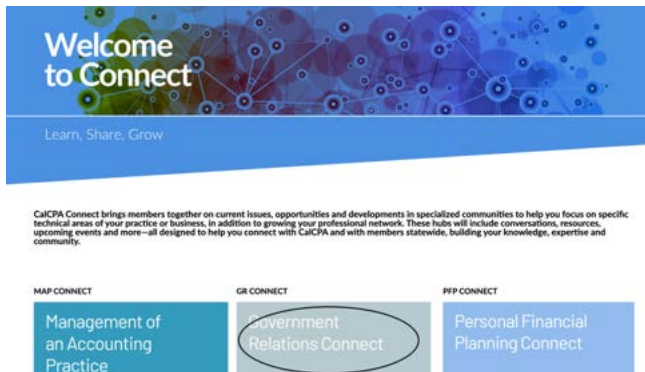 Welcome
to Connect
Learn, Share, Grow
CalCPA Connect brings members together on current issues, opportunities and developments in specialized communities to help you focus on specific
technical areas of your practice or business, in addition to growing your professional network. These hubs will include conversations, resources,
upcoming events and more—all designed to help you connect with CalCPA and with members statewide, building your knowledge, expertise and
community.
MAP CONNECT
GR CONNECT
PFP CONNECT
Management of
an Accounting
Practice
Government
Relations Connect
Personal Financial
Planning Connect